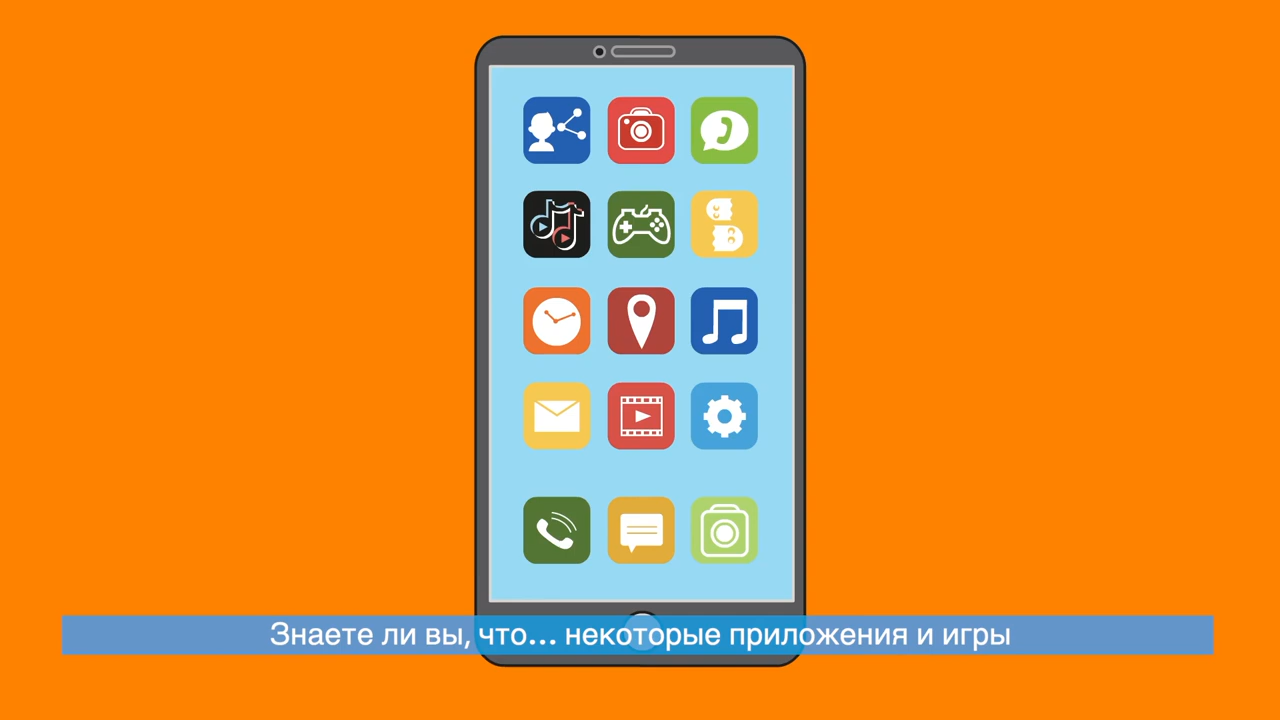 Знаете ли вы, что... некоторые приложения и игры